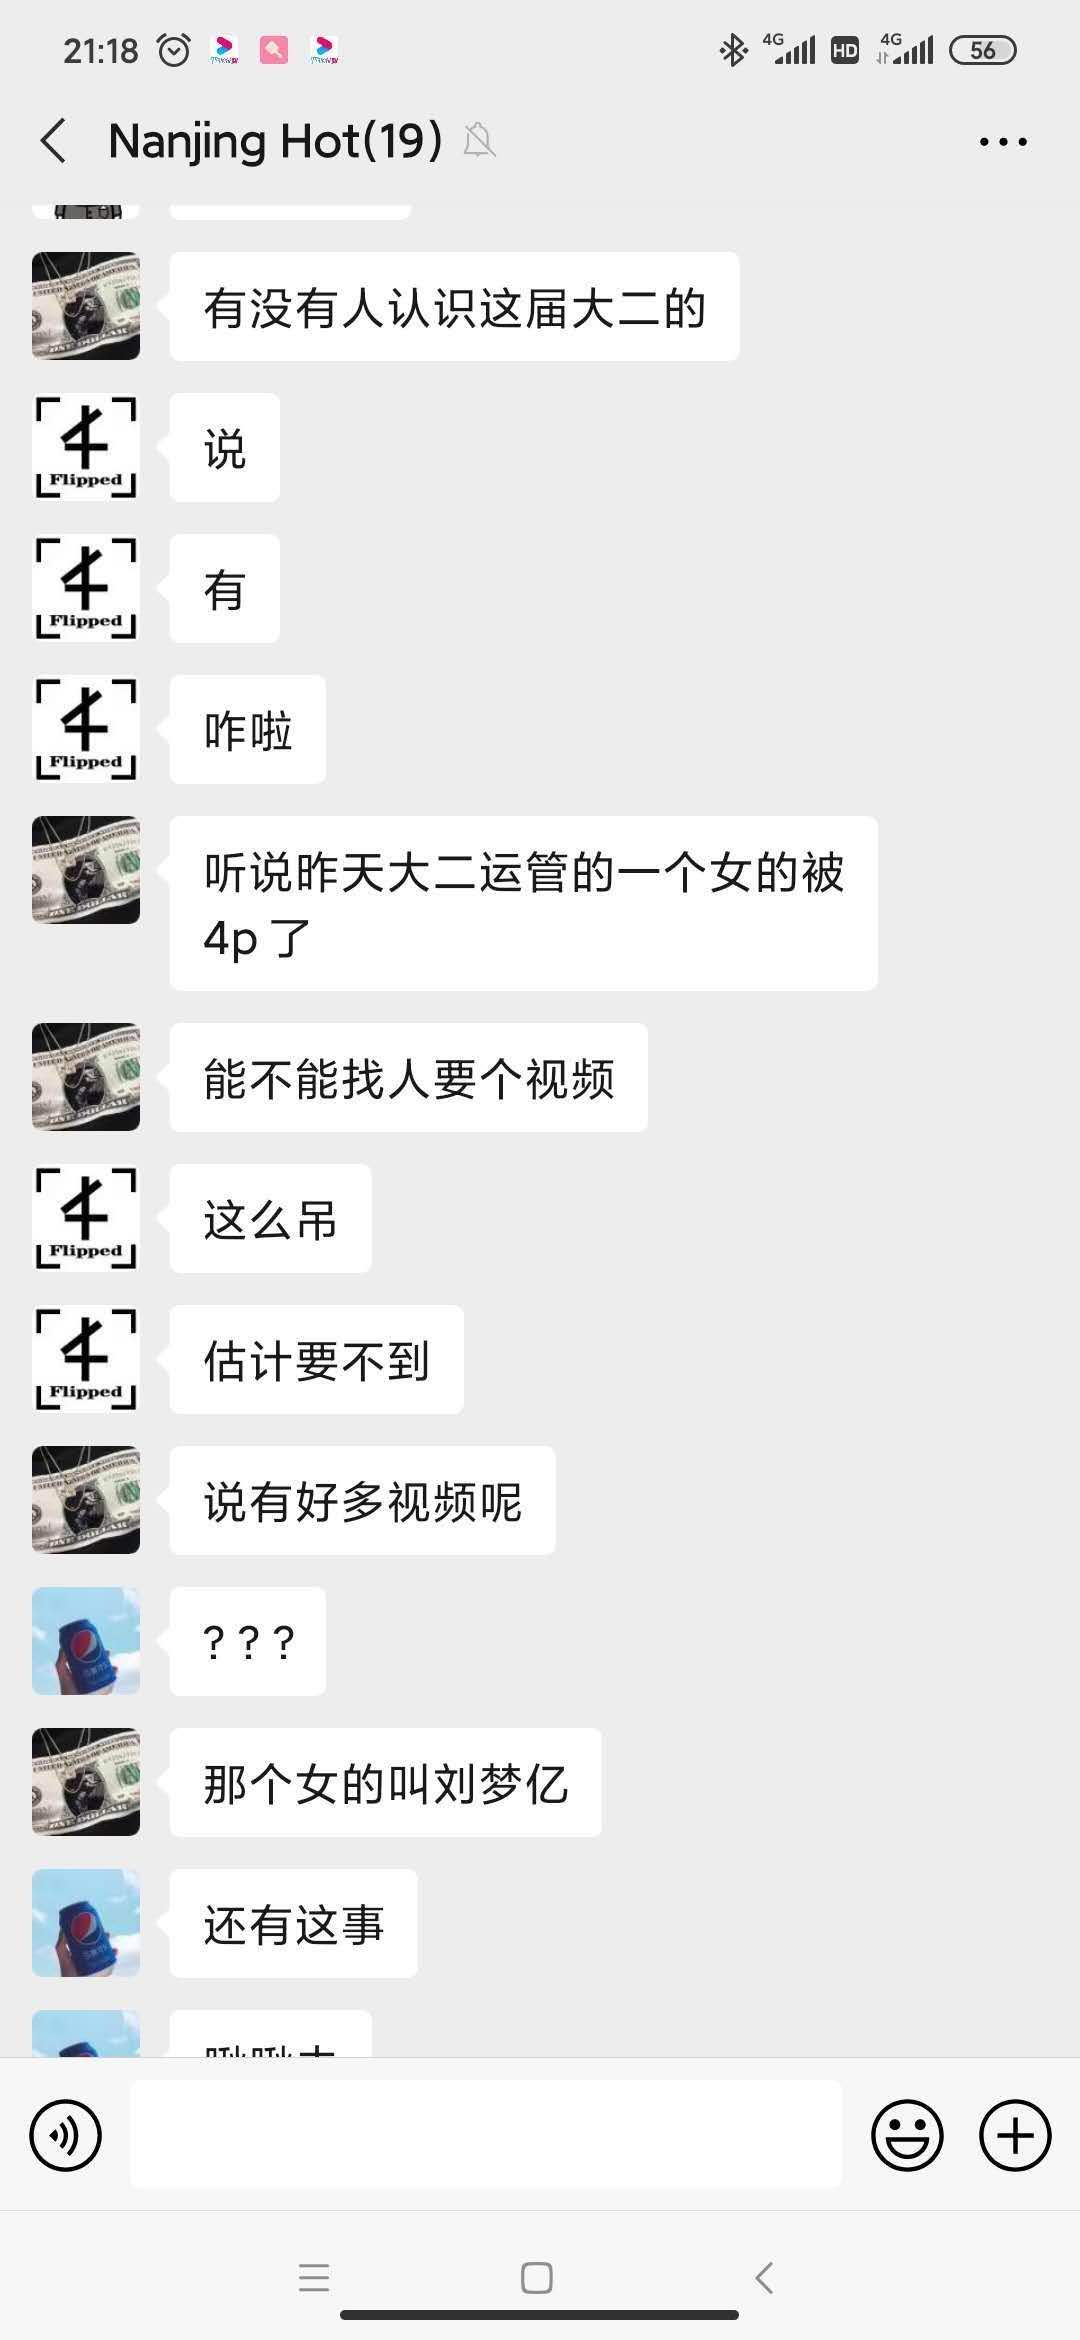 21:18
4G
HD
4G
56
Nanjing Hot(19)
有没有人认识这届大二的
Flipped
说
Flipped
有
Flipped
咋啦
听说昨天大二运管的一个女的被
4p 了
能不能找人要个视频
Flipped
这么吊
Flipped
估计要不到
说有好多视频呢
? ? ?
那个女的叫刘梦亿
还有这事